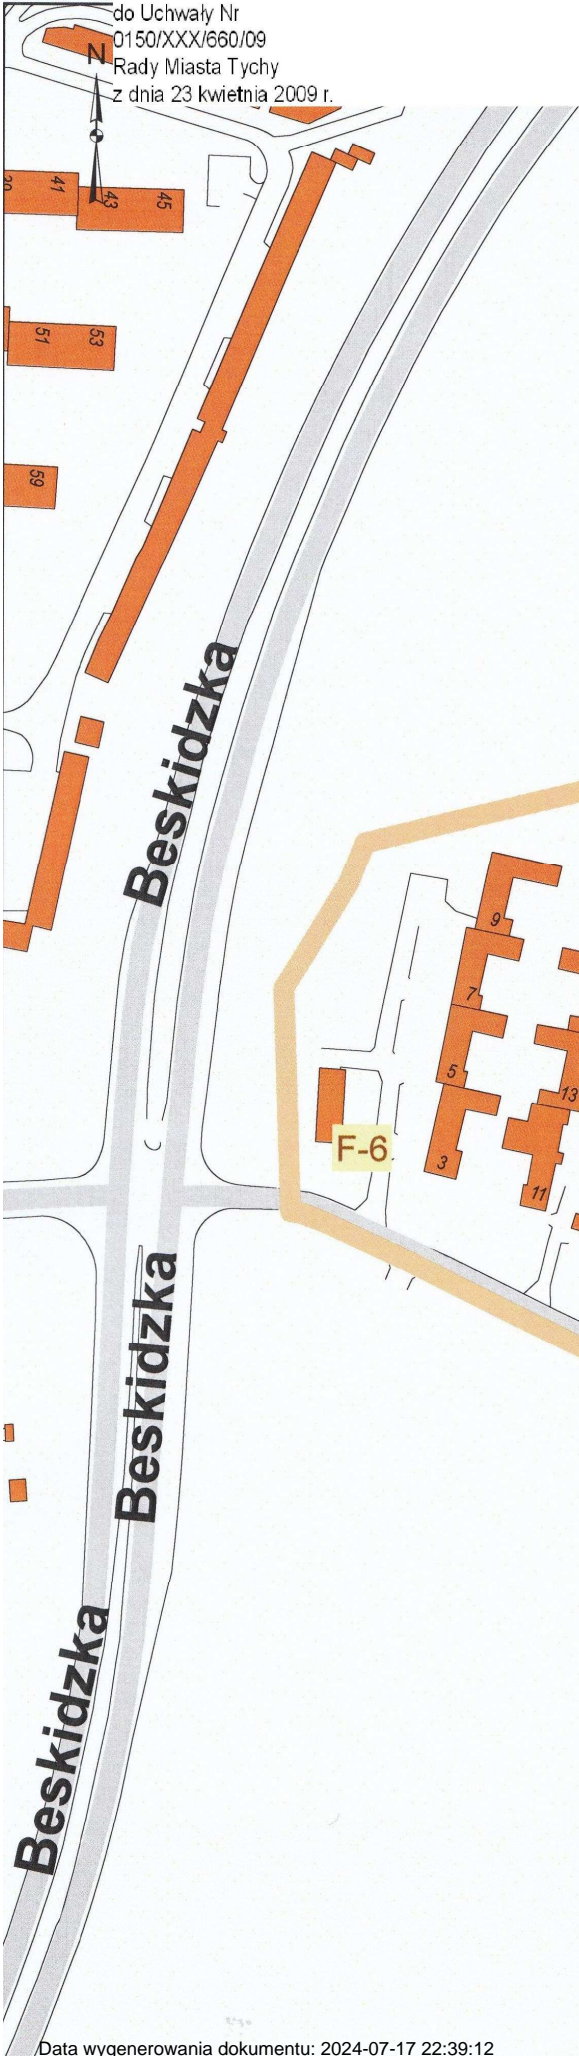 do Uchwały Nr
0150/XXX/660/09
Rady Miasta Tychy
z dnia 23 kwietnia 2009 r.
N
41
43
45
51
53
59
Beskidzka
9
7
5
13
F-6
3
11
Beskidzka
Beskidzka
Data wygenerowania dokumentu: 2024-07-17 22:39:12